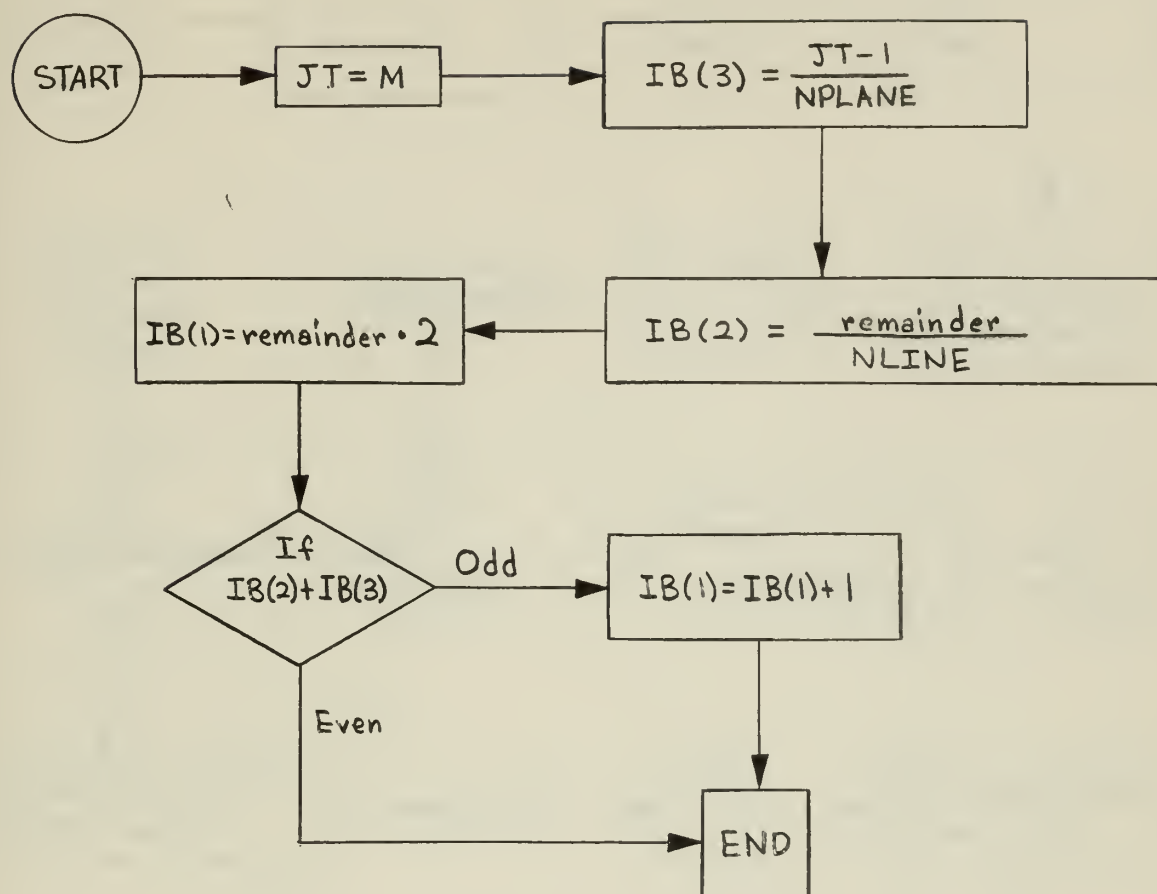 START
JT = M
IB(3) = JT-1
NPLANE
IB(2) = remainder
NLINE
IB(1)=remainder • 2
If
IB(2)+IB(3)
Odd
IB(1)=IB(1)+1
Even
END